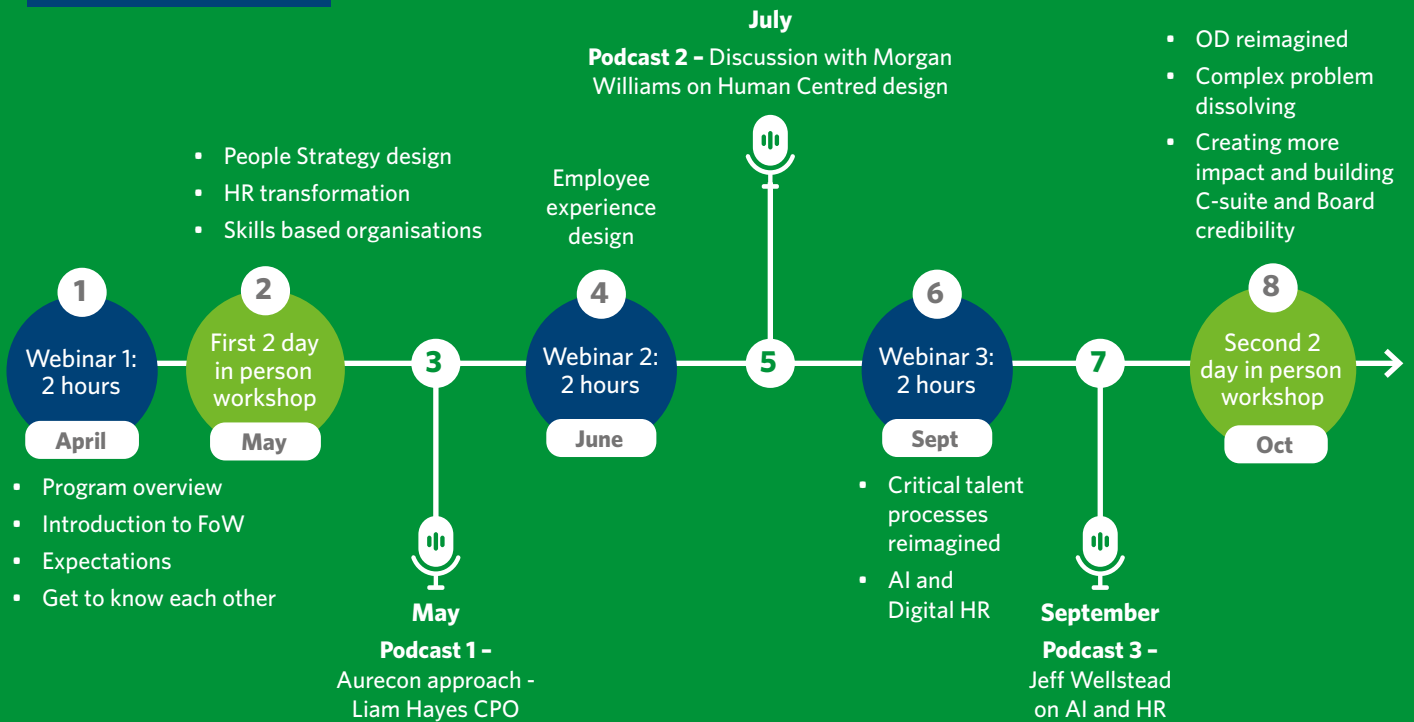 July
Podcast 2 – Discussion with Morgan
Williams on Human Centred design
▪ OD reimagined
▪ Complex problem
dissolving
▪ Creating more
impact and building
C-suite and Board
credibility
▪ People Strategy design
▪ HR transformation
▪ Skills based organisations
Employee
experience
design
1
Webinar 1:
2 hours
April
2
First 2 day
in person
workshop
May
3
4
Webinar 2:
2 hours
June
5
6
Webinar 3:
2 hours
Sept
7
8
Second 2
day in person
workshop
Oct
▪ Program overview
▪ Introduction to FoW
▪ Expectations
▪ Get to know each other
May
Podcast 1 –
Aurecon approach -
Liam Hayes CPO
▪ Critical talent
processes
reimagined
▪ AI and
Digital HR
September
Podcast 3 –
Jeff Wellstead
on AI and HR